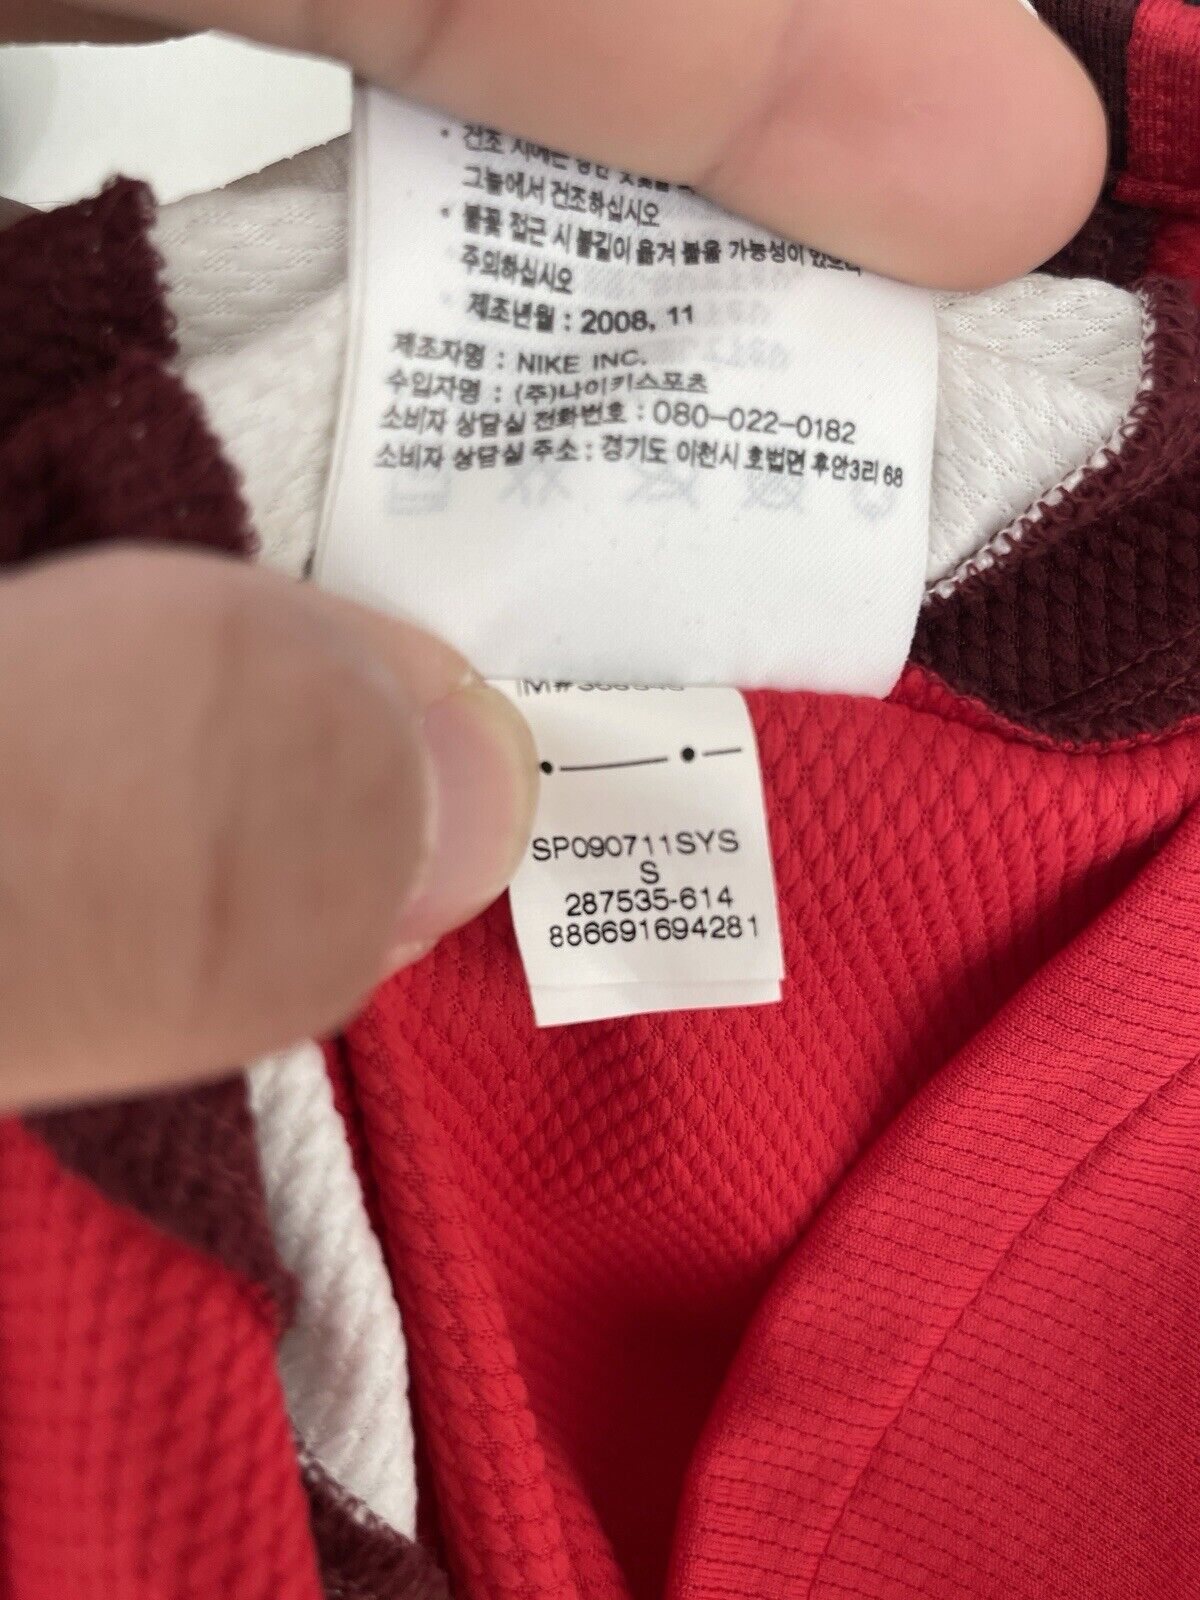 • 건조 시에는
그늘에서 건조하십시오
• 불꽃 접근 시 불길이 옮겨 붙을 가능성이 있으니
주의하십시오
제조년월 : 2008. 11
제조자명 : NIKE INC.
수입자명 : (주)나이키스포츠
소비자 상담실 전화번호 : 080-022-0182
소비자 상담실 주소 : 경기도 이천시 호법면 후안3리 68
SP090711SYS
S
287535-614
886691694281